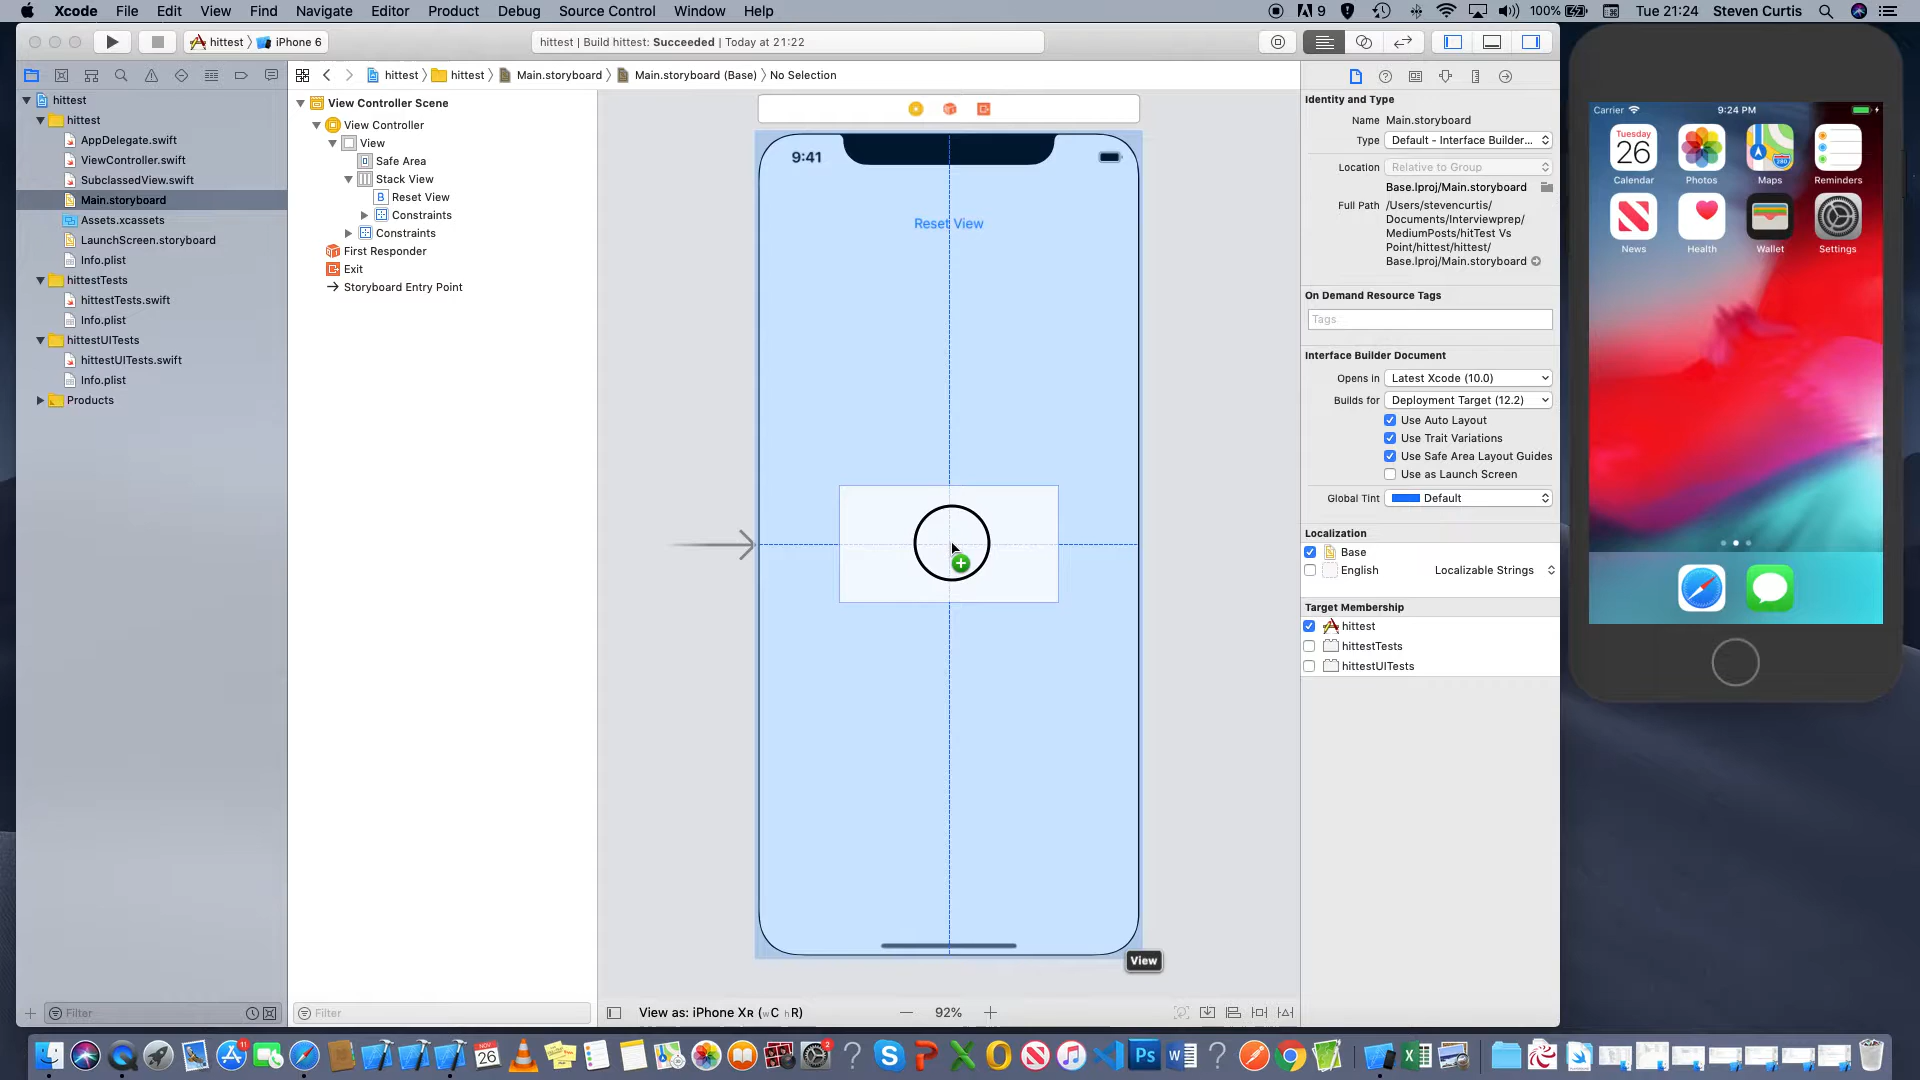 Xcode File Edit View Find Navigate Editor Product Debug Source Control Window Help
9 100% Tue 21:24 Steven Curtis
hittest iPhone 6
hittest | Build hittest: Succeeded | Today at 21:22
hittest hittest Main.storyboard Main.storyboard (Base) No Selection
hittest
hittest
AppDelegate.swift
ViewController.swift
SubclassedView.swift
Main.storyboard
Assets.xcassets
LaunchScreen.storyboard
Info.plist
hittestTests
hittestTests.swift
Info.plist
hittestUITests
hittestUITests.swift
Info.plist
Products
Filter
View Controller Scene
View Controller
View
Safe Area
Stack View
B Reset View
Constraints
Constraints
First Responder
Exit
Storyboard Entry Point
Filter
9:41
Reset View
View
View as: iPhone XR (wC hR)
92%
Identity and Type
Name Main.storyboard
Type Default - Interface Builder...
Location Relative to Group
Base.lproj/Main.storyboard
Full Path /Users/stevencurtis/
Documents/Interviewprep/
MediumPosts/hitTest Vs
Point/hittest/hittest/
Base.lproj/Main.storyboard
On Demand Resource Tags
Tags
Interface Builder Document
Opens in Latest Xcode (10.0)
Builds for Deployment Target (12.2)
Use Auto Layout
Use Trait Variations
Use Safe Area Layout Guides
Use as Launch Screen
Global Tint Default
Localization
Base
English Localizable Strings
Target Membership
hittest
hittestTests
hittestUITests
Carrier 9:24 PM
Tuesday
26
280
Calendar Photos Maps Reminders
News Health Wallet Settings
11
NOV
26
2
Ps
W